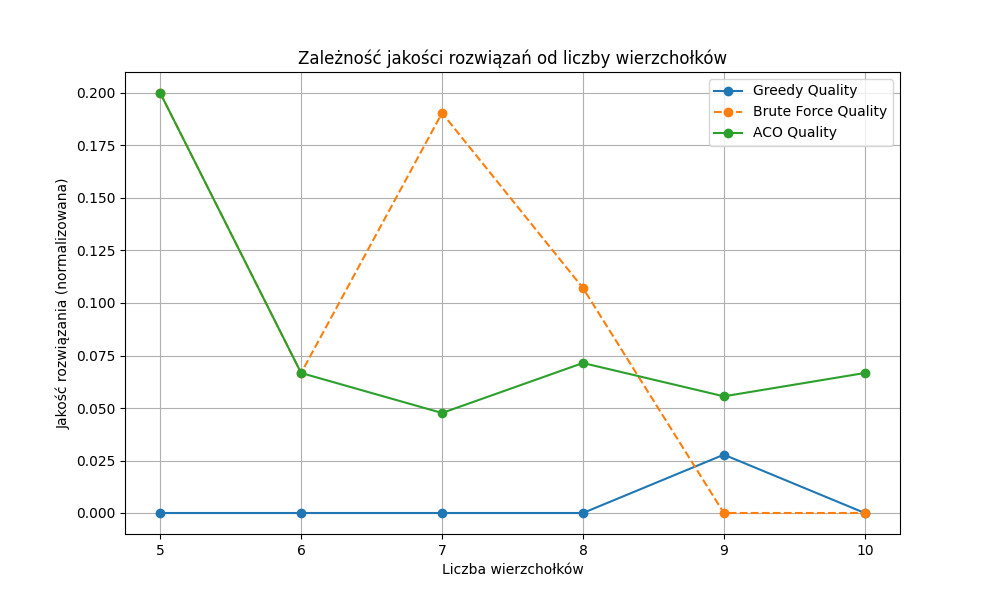 Zależność jakości rozwiązań od liczby wierzchołków
Greedy Quality
Brute Force Quality
ACO Quality
Jakość rozwiązania (normalizowana)
0.200
0.175
0.150
0.125
0.100
0.075
0.050
0.025
0.000
5 6 7 8 9 10
Liczba wierzchołków